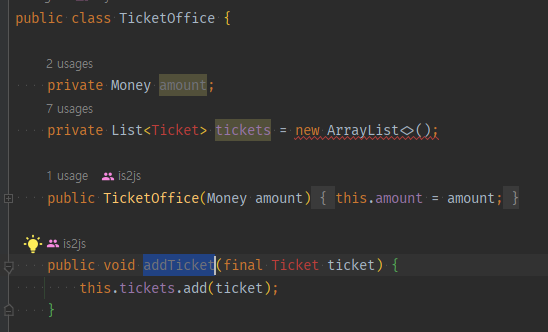 public class TicketOffice {
2 usages
private Money amount;
7 usages
private List<Ticket> tickets = new ArrayList<>();
1 usage is2js
public TicketOffice(Money amount) { this.amount = amount; }
is2js
public void addTicket(final Ticket ticket) {
this.tickets.add(ticket);
}